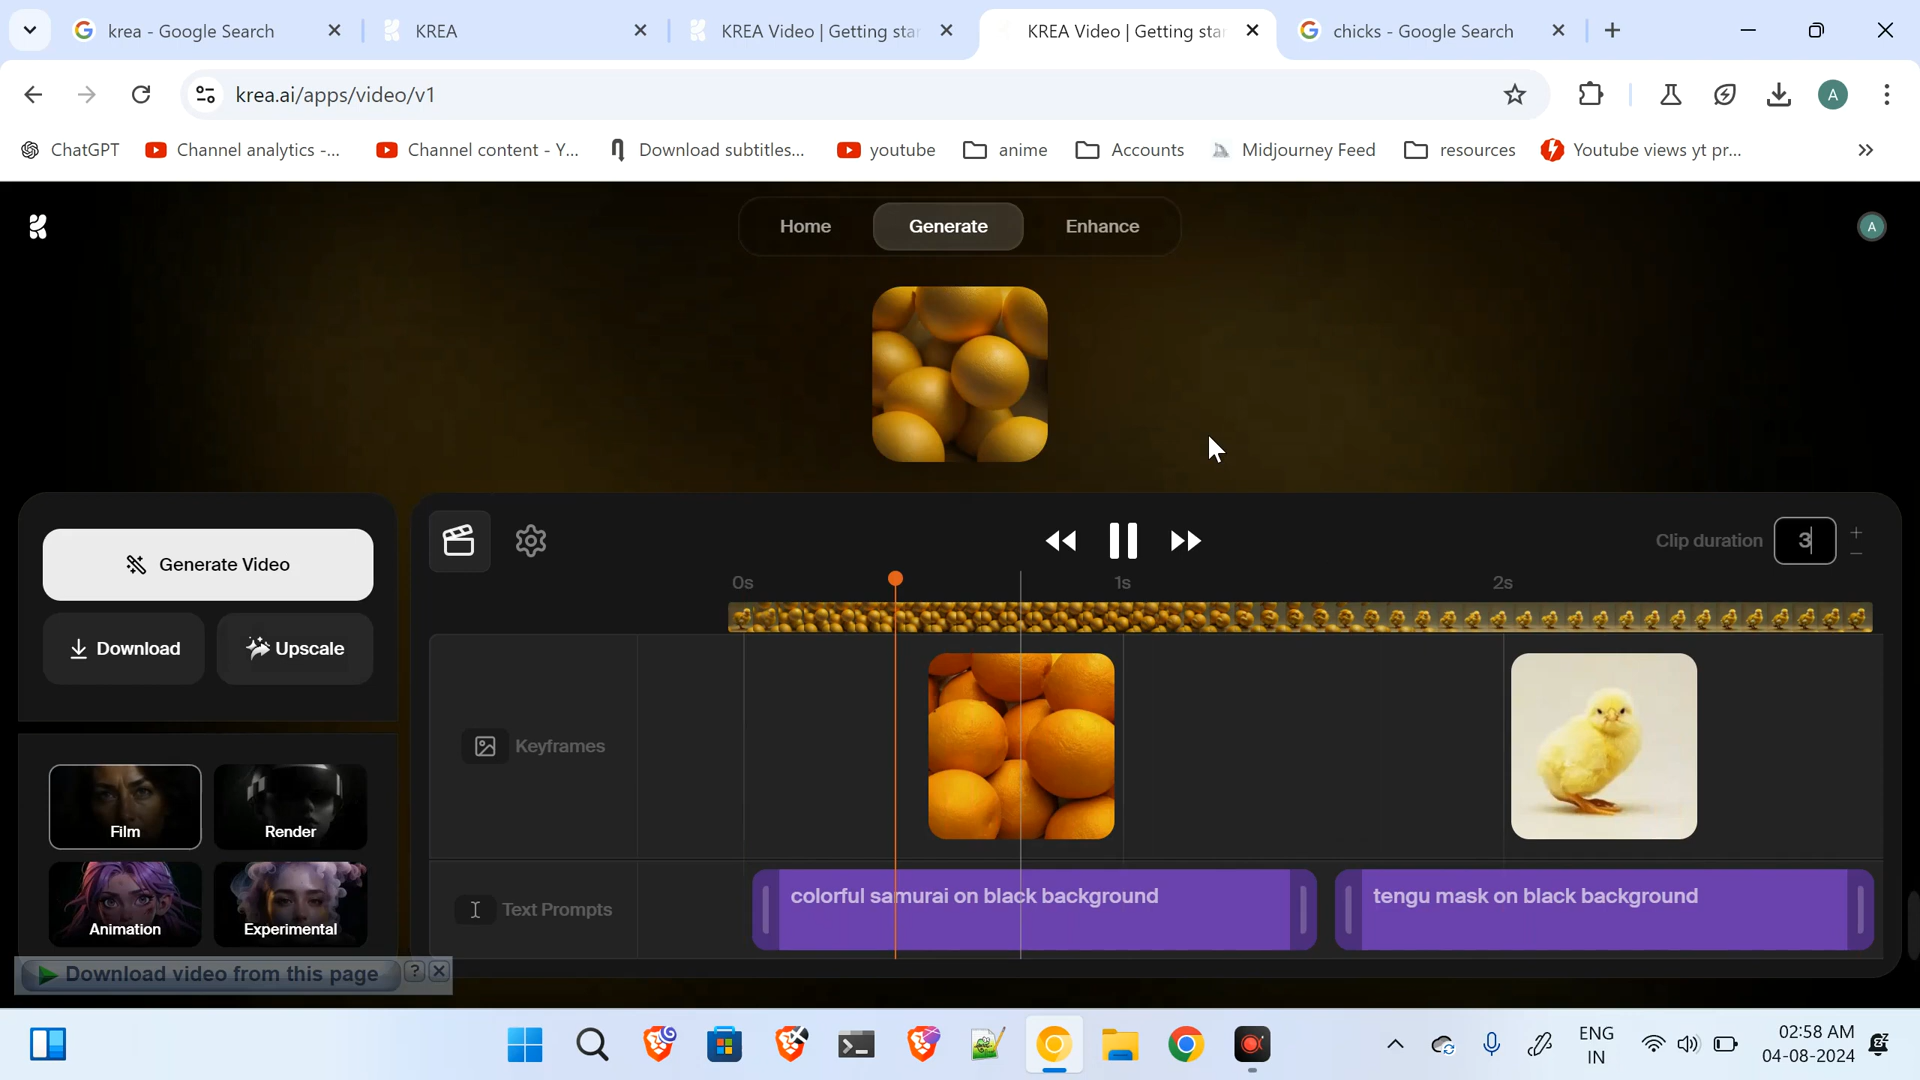 krea - Google Search
KREA
KREA Video | Getting star
KREA Video | Getting star
chicks - Google Search
krea.ai/apps/video/v1
A
ChatGPT
Channel analytics -...
Channel content - Y...
Download subtitles...
youtube
anime
Accounts
Midjourney Feed
resources
Youtube views yt pr...
Home
Generate
Enhance
A
Generate Video
Download
Upscale
Film
Render
Animation
Experimental
Clip duration
3
0s
1s
2s
Keyframes
Text Prompts
colorful samurai on black background
tengu mask on black background
Download video from this page
?
ENG
IN
02:58 AM
04-08-2024